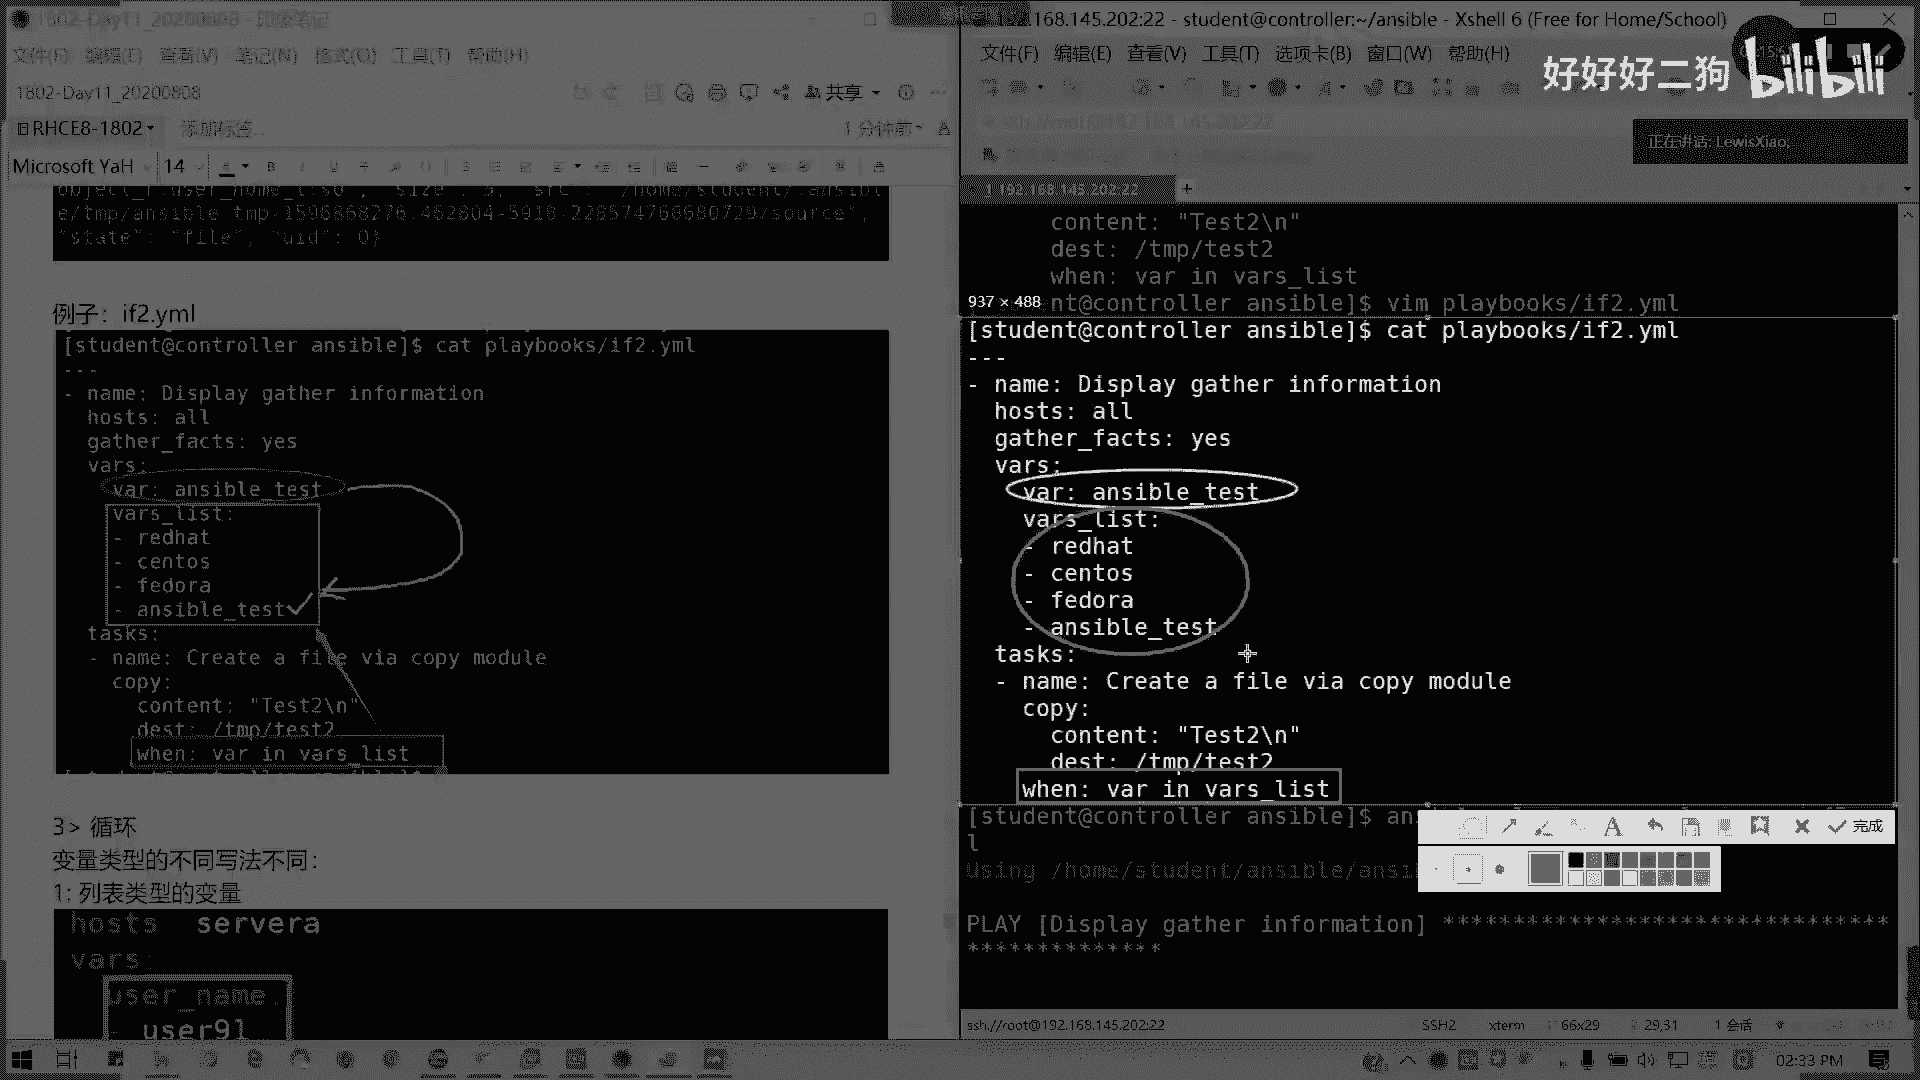 1802-Day11_20200808 - 印象笔记
文件(F) 编辑(E) 查看(V) 笔记(N) 格式(O) 工具(T) 帮助(H)
1802-Day11_20200808
共享
RHCE8-1802
添加标签...
1 分钟前
Microsoft YaH
14
e/tmp/ansible-tmp-1596868276.462804-5918-228574768680729/source",
"state": "file", "uid": 0}
例子：if2.yml
[student@controller ansible]$ cat playbooks/if2.yml
---
- name: Display gather information
hosts: all
gather_facts: yes
vars:
var: ansible_test
vars_list:
- redhat
- centos
- fedora
- ansible_test
tasks:
- name: Create a file via copy module
copy:
content: "Test2\n"
dest: /tmp/test2
when: var in vars_list
3> 循环
变量类型的不同写法不同：
1; 列表类型的变量
hosts servera
vars:
user_name
- user91
192.168.145.202:22 - student@controller:~/ansible - Xshell 6 (Free for Home/School)
文件(F) 编辑(E) 查看(V) 工具(T) 选项卡(B) 窗口(W) 帮助(H)
好好好二狗 bilibili
正在讲话: LewisXiao;
1 192.168.145.202:22
content: "Test2\n"
dest: /tmp/test2
when: var in vars_list
937 × 488
nt@controller ansible]$ vim playbooks/if2.yml
[student@controller ansible]$ cat playbooks/if2.yml
---
- name: Display gather information
hosts: all
gather_facts: yes
vars:
var: ansible_test
vars_list:
- redhat
- centos
- fedora
- ansible_test
tasks:
- name: Create a file via copy module
copy:
content: "Test2\n"
dest: /tmp/test2
when: var in vars_list
[student@controller ansible]$ ans
l
完成
Using /home/student/ansible/ansi
PLAY [Display gather information] ********************************
**************
ssh://root@192.168.145.202:22
SSH2
xterm
66x29
29,31
1 会话
02:33 PM